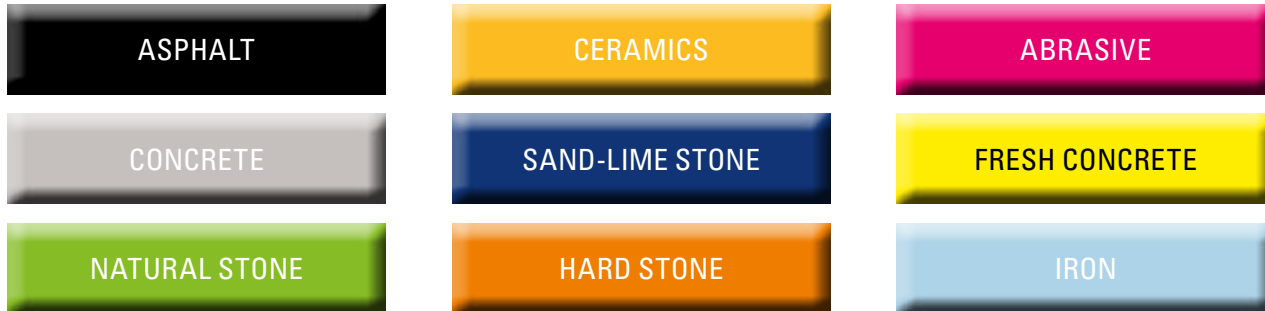 ASPHALT
CERAMICS
ABRASIVE
CONCRETE
SAND-LIME STONE
FRESH CONCRETE
NATURAL STONE
HARD STONE
IRON